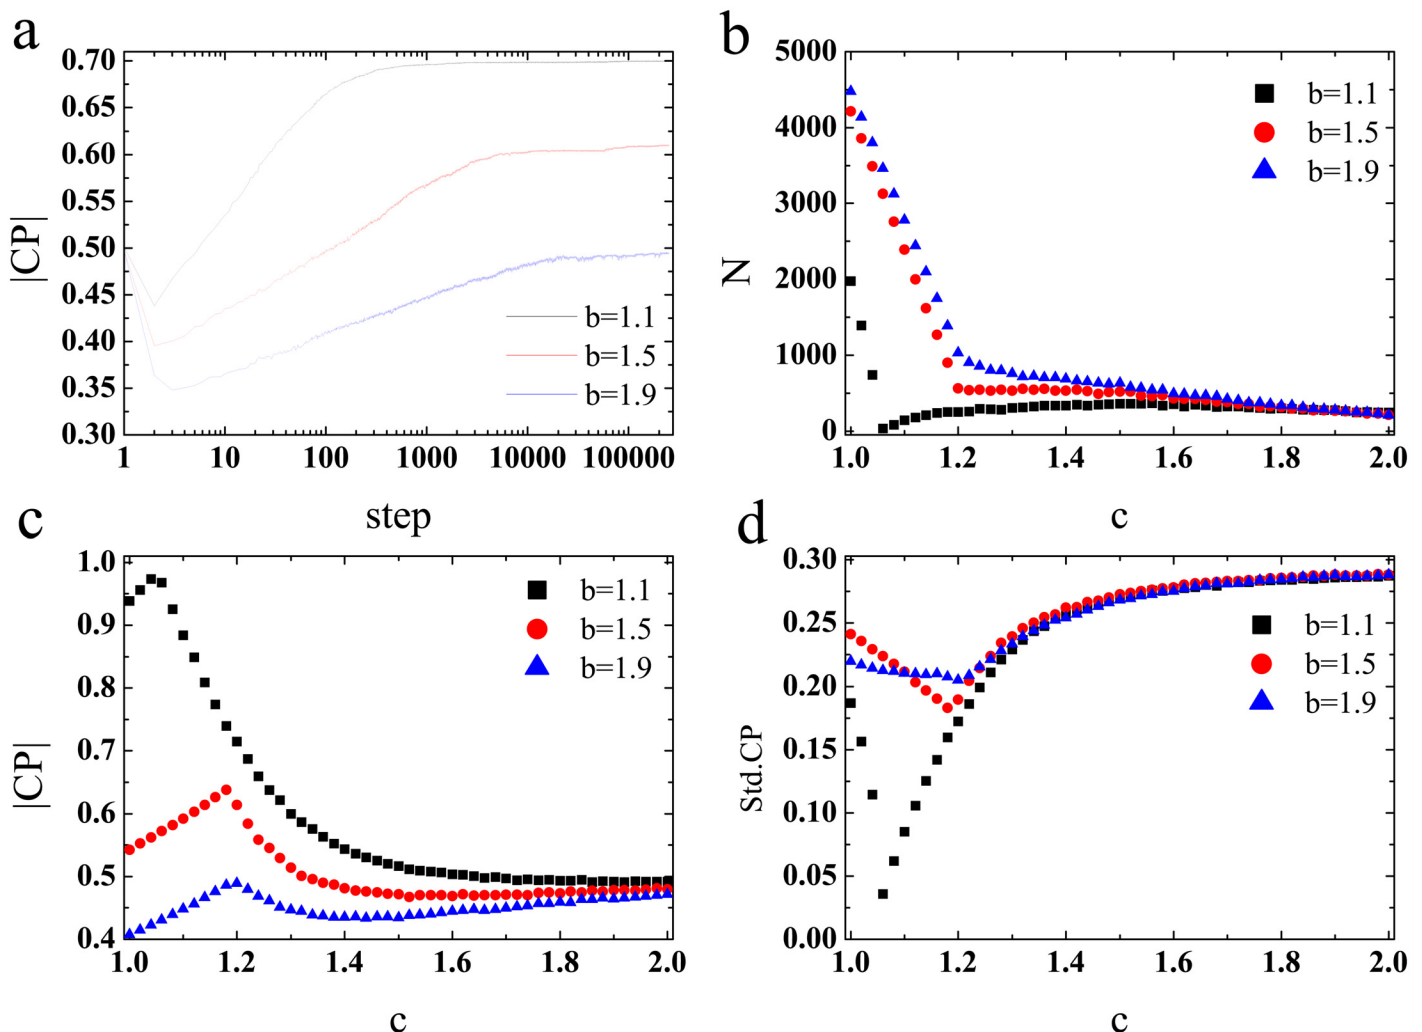 a
0.70
0.65
0.60
0.55
0.50
0.45
0.40
0.35
0.30
|CP|
b=1.1
b=1.5
b=1.9
1 10 100 1000 10000 100000
step
b
5000
4000
3000
2000
1000
0
N
b=1.1
b=1.5
b=1.9
1.0 1.2 1.4 1.6 1.8 2.0
c
c
1.0
0.9
0.8
0.7
0.6
0.5
0.4
|CP|
b=1.1
b=1.5
b=1.9
1.0 1.2 1.4 1.6 1.8 2.0
c
d
0.30
0.25
0.20
0.15
0.10
0.05
0.00
Std.CP
b=1.1
b=1.5
b=1.9
1.0 1.2 1.4 1.6 1.8 2.0
c